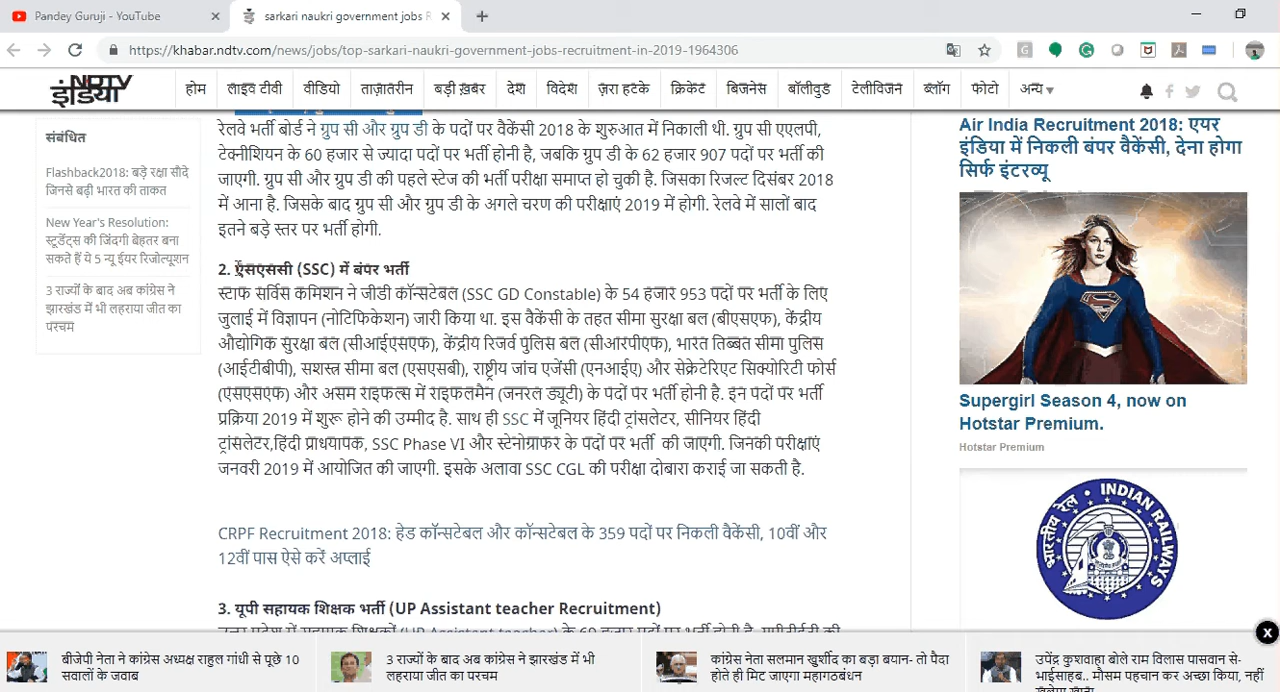 Pandey Guruji - YouTube
sarkari naukri government jobs R
https://khabar.ndtv.com/news/jobs/top-sarkari-naukri-government-jobs-recruitment-in-2019-1964306
NDTV
इंडिया
होम लाइव टीवी वीडियो ताज़ातरीन बड़ी ख़बर देश विदेश ज़रा हटके क्रिकेट बिजनेस बॉलीवुड टेलीविजन ब्लॉग फोटो अन्य
संबंधित
Flashback2018: बड़े रक्षा सौदे
जिनसे बढ़ी भारत की ताकत
New Year's Resolution:
स्टूडेंट्स की जिंदगी बेहतर बना
सकते हैं ये 5 न्यू ईयर रिजोल्यूशन
3 राज्यों के बाद अब कांग्रेस ने
झारखंड में भी लहराया जीत का
परचम
रेलवे भर्ती बोर्ड ने ग्रुप सी और ग्रुप डी के पदों पर वैकेंसी 2018 के शुरुआत में निकाली थी. ग्रुप सी एएलपी,
टेक्नीशियन के 60 हजार से ज्यादा पदों पर भर्ती होनी है, जबकि ग्रुप डी के 62 हजार 907 पदों पर भर्ती की
जाएगी. ग्रुप सी और ग्रुप डी की पहले स्टेज की भर्ती परीक्षा समाप्त हो चुकी है. जिसका रिजल्ट दिसंबर 2018
में आना है. जिसके बाद ग्रुप सी और ग्रुप डी के अगले चरण की परीक्षाएं 2019 में होगी. रेलवे में सालों बाद
इतने बड़े स्तर पर भर्ती होगी.
2. ऐसएससी (SSC) में बंपर भर्ती
स्टाफ सर्विस कमिशन ने जीडी कॉन्सटेबल (SSC GD Constable) के 54 हजार 953 पदों पर भर्ती के लिए
जुलाई में विज्ञापन (नोटिफिकेशन) जारी किया था. इस वैकेंसी के तहत सीमा सुरक्षा बल (बीएसएफ), केंद्रीय
औद्योगिक सुरक्षा बल (सीआईएसएफ), केंद्रीय रिजर्व पुलिस बल (सीआरपीएफ), भारत तिब्बत सीमा पुलिस
(आईटीबीपी), सशस्त्र सीमा बल (एसएसबी), राष्ट्रीय जांच एजेंसी (एनआईए) और सेक्रेटेरिएट सिक्योरिटी फोर्स
(एसएसएफ) और असम राइफल्स में राइफलमैन (जनरल ड्यूटी) के पदों पर भर्ती होनी है. इन पदों पर भर्ती
प्रक्रिया 2019 में शुरू होने की उम्मीद है. साथ ही SSC में जूनियर हिंदी ट्रांसलेटर, सीनियर हिंदी
ट्रांसलेटर,हिंदी प्राध्यापक, SSC Phase VI और स्टेनोग्राफर के पदों पर भर्ती की जाएगी. जिनकी परीक्षाएं
जनवरी 2019 में आयोजित की जाएगी. इसके अलावा SSC CGL की परीक्षा दोबारा कराई जा सकती है.
CRPF Recruitment 2018: हेड कॉन्सटेबल और कॉन्सटेबल के 359 पदों पर निकली वैकेंसी, 10वीं और
12वीं पास ऐसे करें अप्लाई
3. यूपी सहायक शिक्षक भर्ती (UP Assistant teacher Recruitment)
Air India Recruitment 2018: एयर
इंडिया में निकली बंपर वैकेंसी, देना होगा
सिर्फ इंटरव्यू
Supergirl Season 4, now on
Hotstar Premium.
Hotstar Premium
भारतीय रेल INDIAN RAILWAYS
x
बीजेपी नेता ने कांग्रेस अध्यक्ष राहुल गांधी से पूछे 10
सवालों के जवाब
3 राज्यों के बाद अब कांग्रेस ने झारखंड में भी
लहराया जीत का परचम
कांग्रेस नेता सलमान खुर्शीद का बड़ा बयान- तो पैदा
होते ही मिट जाएगा महागठबंधन
उपेंद्र कुशवाहा बोले राम विलास पासवान से-
भाईसाहब.. मौसम पहचान कर अच्छा किया, नहीं